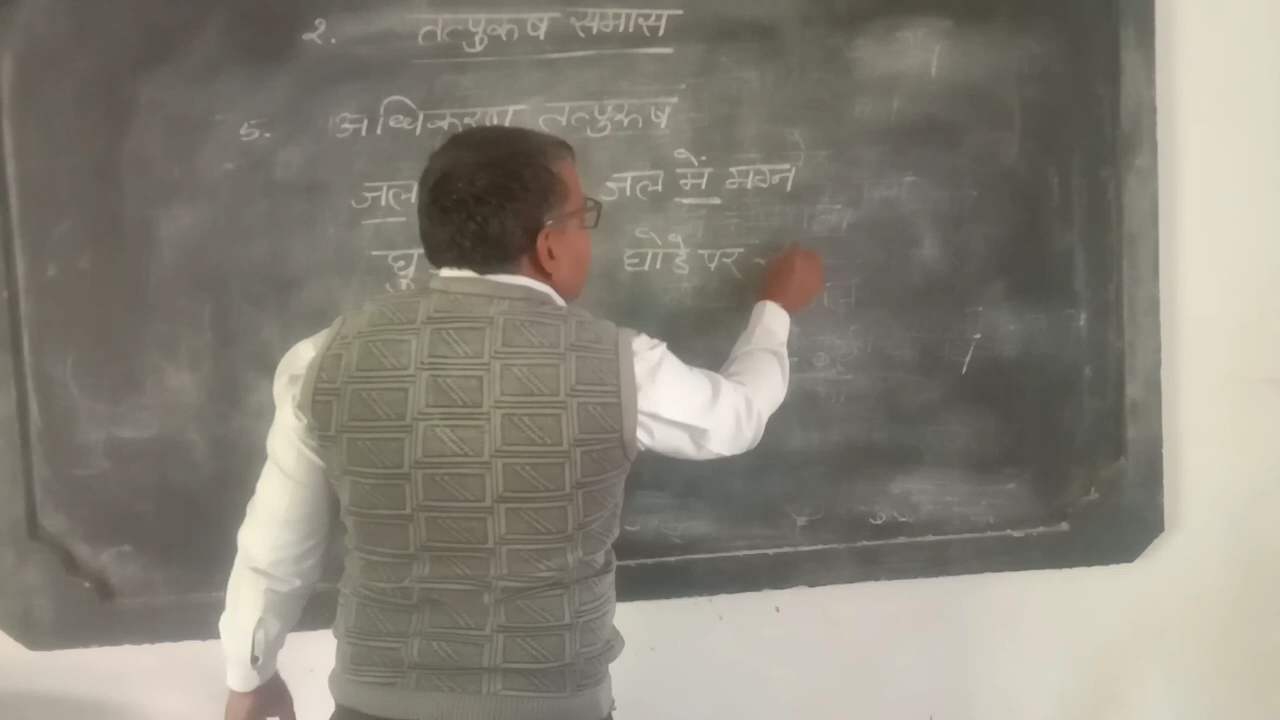 २. तत्पुरुष समास
5. अधिकरण तत्पुरुष
जल जल में मग्न
घु घोडे पर -